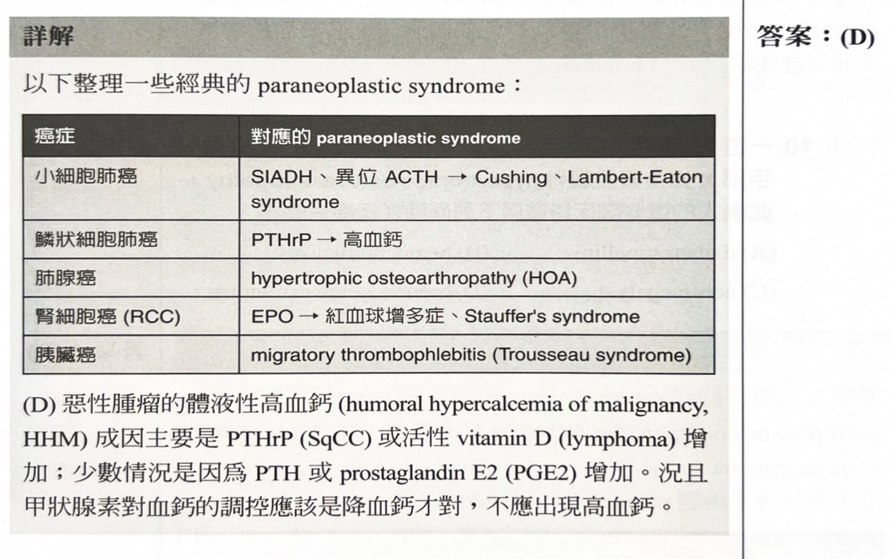 詳解
答案：(D)
以下整理一些經典的 paraneoplastic syndrome：
癌症 對應的 paraneoplastic syndrome
小細胞肺癌 SIADH、異位 ACTH → Cushing、Lambert-Eaton
syndrome
鱗狀細胞肺癌 PTHrP → 高血鈣
肺腺癌 hypertrophic osteoarthropathy (HOA)
腎細胞癌 (RCC) EPO → 紅血球增多症、Stauffer's syndrome
胰臟癌 migratory thrombophlebitis (Trousseau syndrome)
(D) 惡性腫瘤的體液性高血鈣 (humoral hypercalcemia of malignancy,
HHM) 成因主要是 PTHrP (SqCC) 或活性 vitamin D (lymphoma) 增
加；少數情況是因為 PTH 或 prostaglandin E2 (PGE2) 增加。況且
甲狀腺素對血鈣的調控應該是降血鈣才對，不應出現高血鈣。